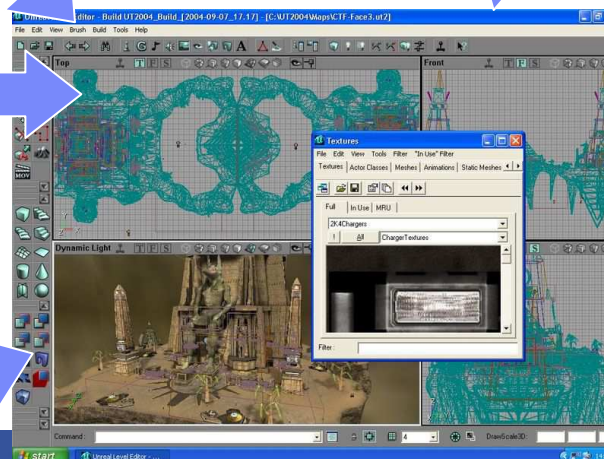 Editor - Build UT2004_Build_[2004-09-07_17.17] - [C:\UT2004\Maps\CTF-Face3.ut2]
File Edit View Brush Build Tools Help
Top
T F S
Front
T F S
MOV
Textures
File Edit View Tools Filter "In Use" Filter
Textures Actor Classes Meshes Animations Static Meshes
Full In Use MRU
2K4Chargers
! All ChargerTextures
Filter:
Dynamic Light
T F S
S
Command:
4
DrawScale3D:
start
Unreal Level Editor - ...